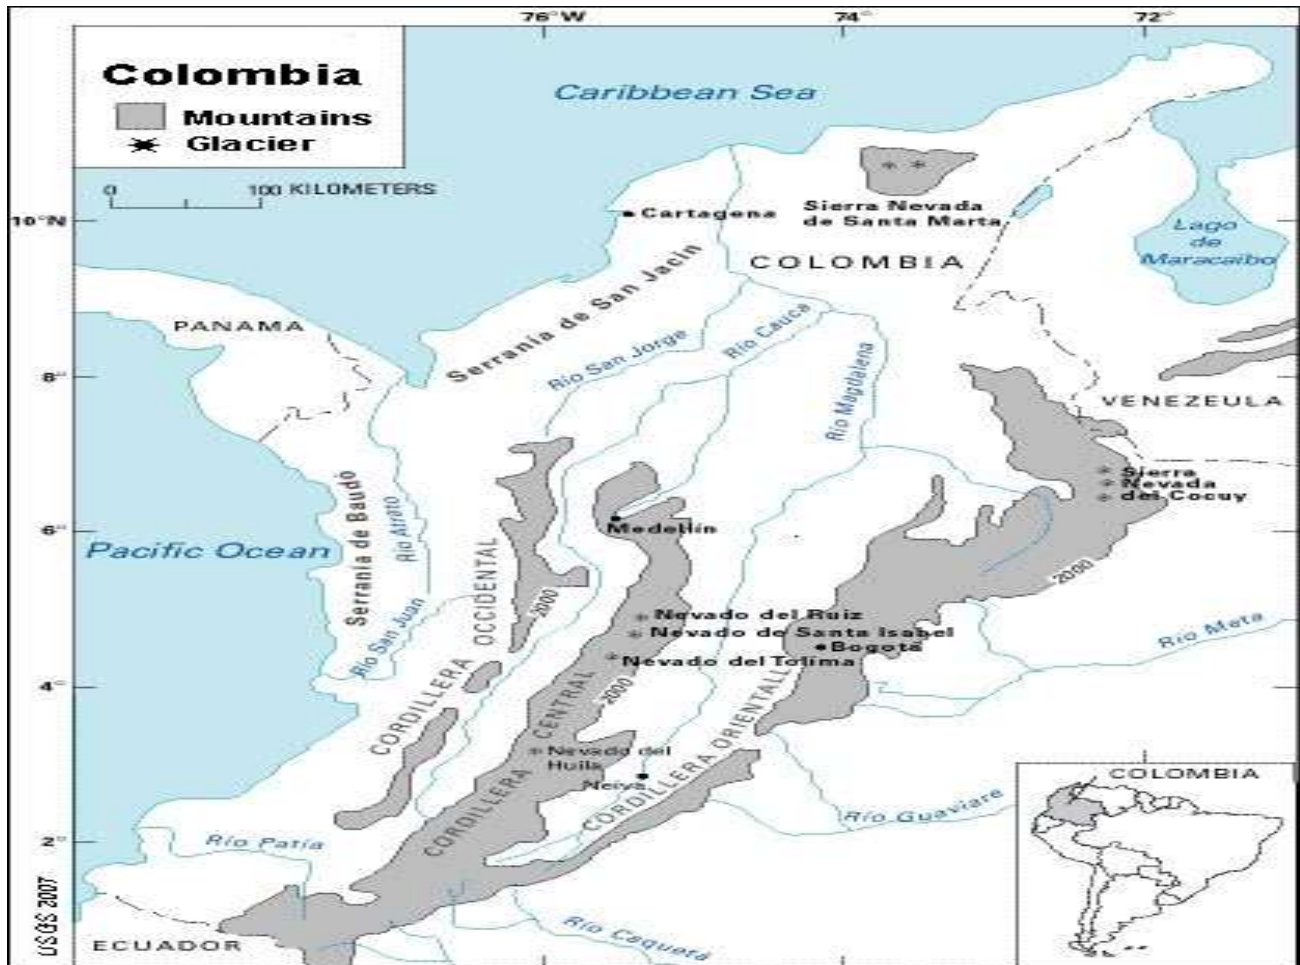 76°W
74°
72°
Colombia
Mountains
Glacier
0
100 KILOMETERS
Caribbean Sea
10°N
Cartagena
Sierra Nevada
de Santa Marta
Lago
de
Maracaibo
COLOMBIA
Serranía de San Jacin
PANAMA
Río San Jorge
Río Cauca
Río Magdalena
8°
VENEZEULA
Sierra
Nevada
del Cocuy
Serranía de Baudó
Río Atrato
Medellín
6°
Pacific Ocean
2000
2000
CORDILLERA OCCIDENTAL
Río San Juan
Nevado del Ruiz
Nevado de Santa Isabel
Bogotá
Nevado del Tolima
Río Meta
4°
2000
CORDILLERA CENTRAL
CORDILLERA ORIENTALL
Nevado del
Huila
Neiva
COLOMBIA
Río Guaviare
2°
Río Patía
USGS 2007
ECUADOR
Río Caquetá